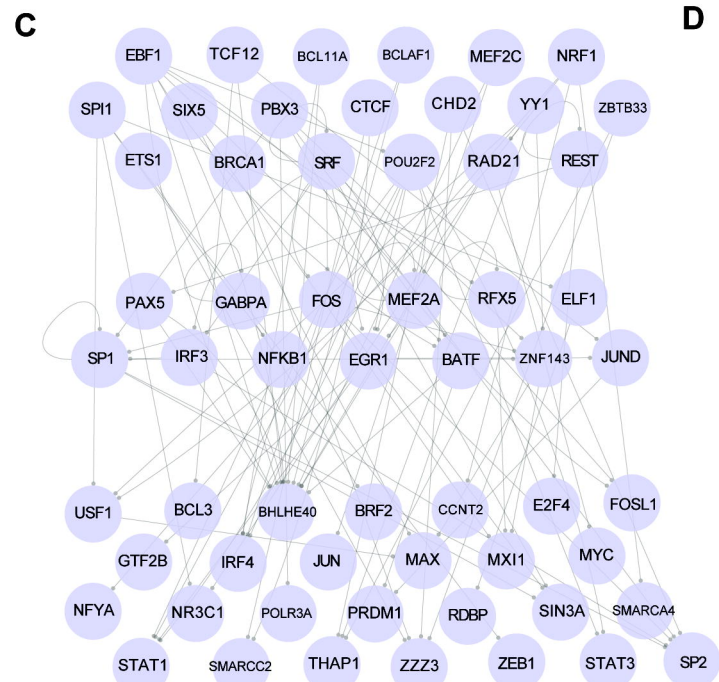 C D
EBF1 TCF12 BCL11A BCLAF1 MEF2C NRF1
SPI1 SIX5 PBX3 CTCF CHD2 YY1 ZBTB33
ETS1 BRCA1 SRF POU2F2 RAD21 REST
PAX5 GABPA FOS MEF2A RFX5 ELF1
SP1 IRF3 NFKB1 EGR1 BATF ZNF143 JUND
USF1 BCL3 BHLHE40 BRF2 CCNT2 E2F4 FOSL1
GTF2B IRF4 JUN MAX MXI1 MYC
NFYA NR3C1 POLR3A PRDM1 RDBP SIN3A SMARCA4
STAT1 SMARCC2 THAP1 ZZZ3 ZEB1 STAT3 SP2